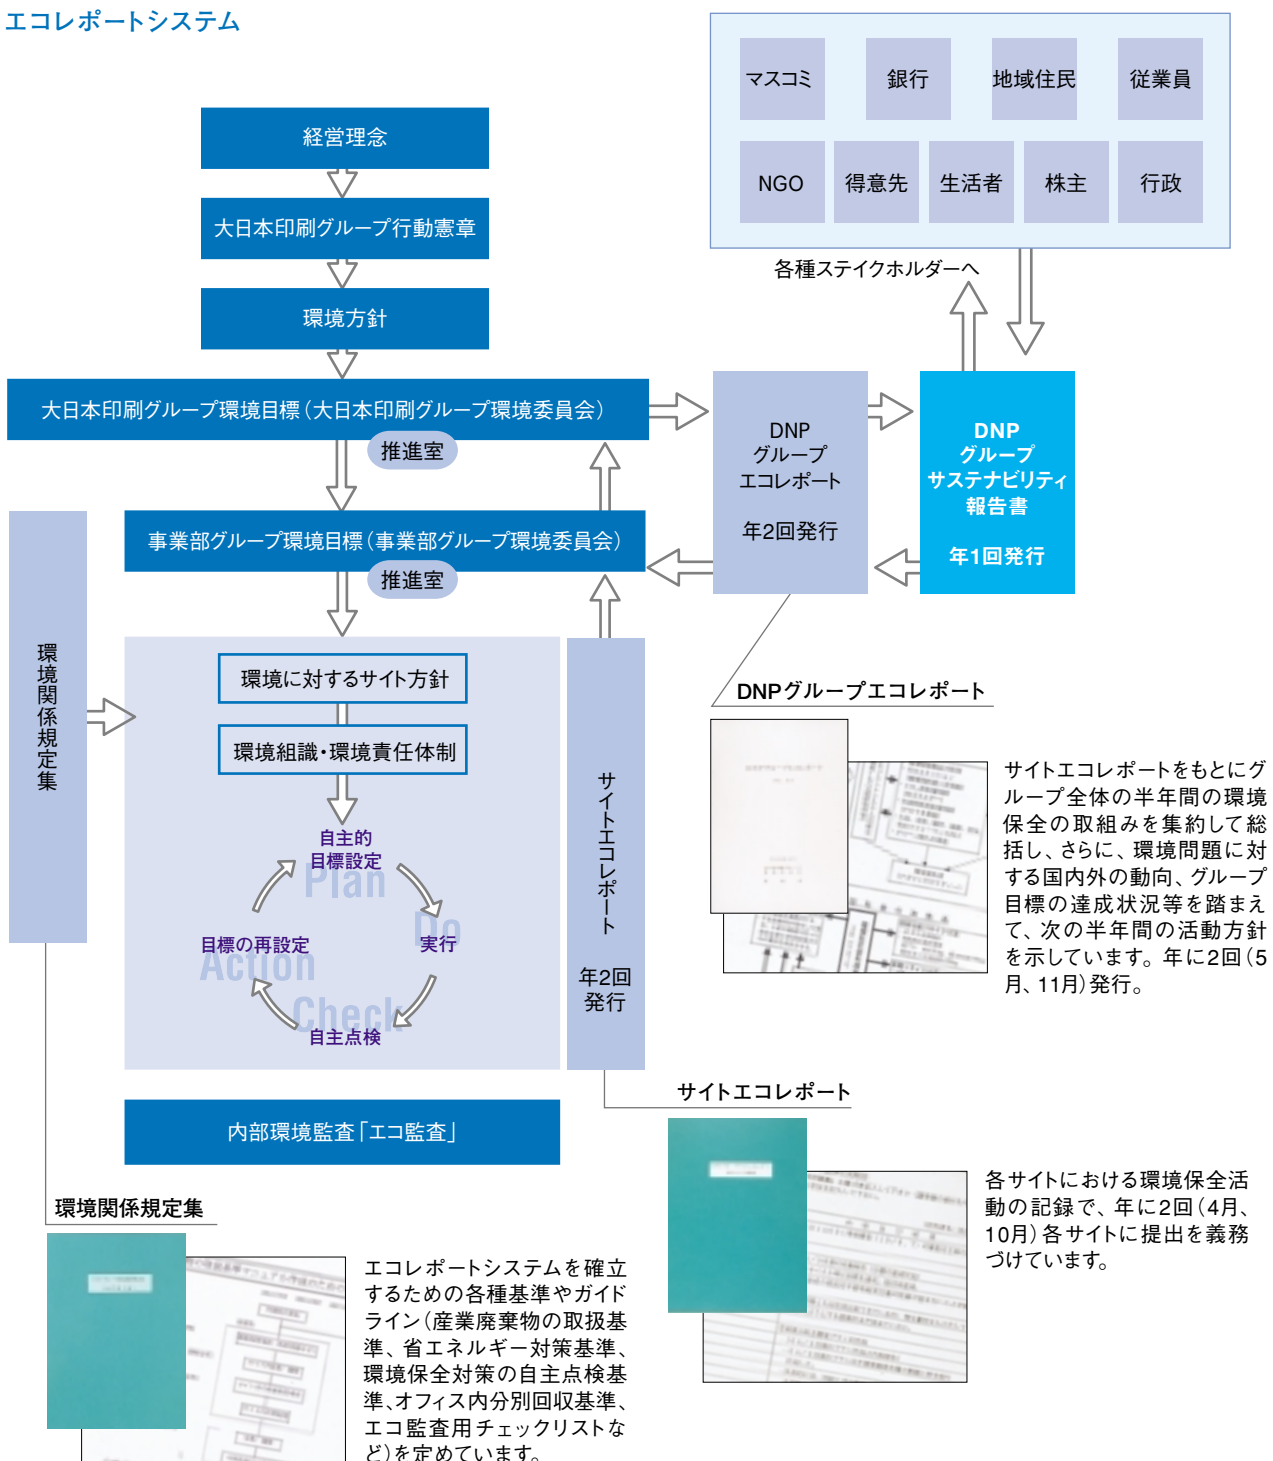 エコレポートシステム
マスコミ
銀行
地域住民
従業員
NGO
得意先
生活者
株主
行政
各種ステイクホルダーへ
経営理念
大日本印刷グループ行動憲章
環境方針
大日本印刷グループ環境目標（大日本印刷グループ環境委員会）
推進室
事業部グループ環境目標（事業部グループ環境委員会）
推進室
DNP
グループ
エコレポート
年2回発行
DNP
グループ
サステナビリティ
報告書
年1回発行
環境関係規定集
環境に対するサイト方針
環境組織・環境責任体制
自主的
目標設定
Plan
Do
実行
目標の再設定
Action
Check
自主点検
サイトエコレポート
年2回
発行
内部環境監査「エコ監査」
DNPグループエコレポート
サイトエコレポートをもとにグ
ループ全体の半年間の環境
保全の取組みを集約して総
括し、さらに、環境問題に対
する国内外の動向、グループ
目標の達成状況等を踏まえ
て、次の半年間の活動方針
を示しています。年に2回（5
月、11月）発行。
サイトエコレポート
各サイトにおける環境保全活
動の記録で、年に2回（4月、
10月）各サイトに提出を義務
づけています。
環境関係規定集
エコレポートシステムを確立
するための各種基準やガイド
ライン（産業廃棄物の取扱基
準、省エネルギー対策基準、
環境保全対策の自主点検基
準、オフィス内分別回収基準、
エコ監査用チェックリストな
ど）を定めています。